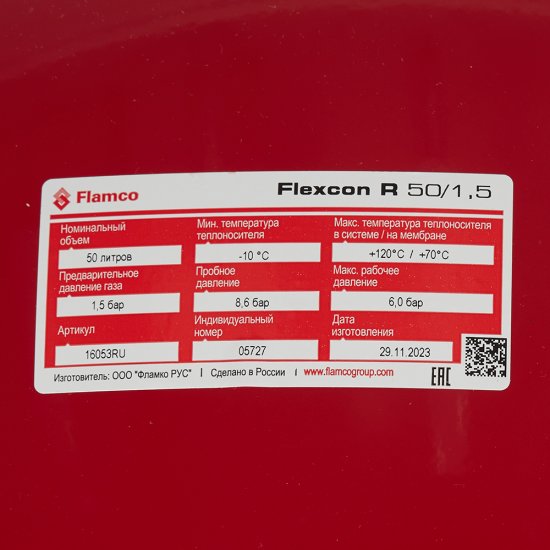 Flamco
Flexcon R 50/1,5
Номинальный
объем
50 литров
Мин. температура
теплоносителя
-10 °C
Макс. температура теплоносителя
в системе / на мембране
+120°C / +70°C
Предварительное
давление газа
1,5 бар
Пробное
давление
8,6 бар
Макс. рабочее
давление
6,0 бар
Артикул
16053RU
Индивидуальный
номер
05727
Дата
изготовления
29.11.2023
Изготовитель: ООО "Фламко РУС" | Сделано в России | www.flamcogroup.com
EAC